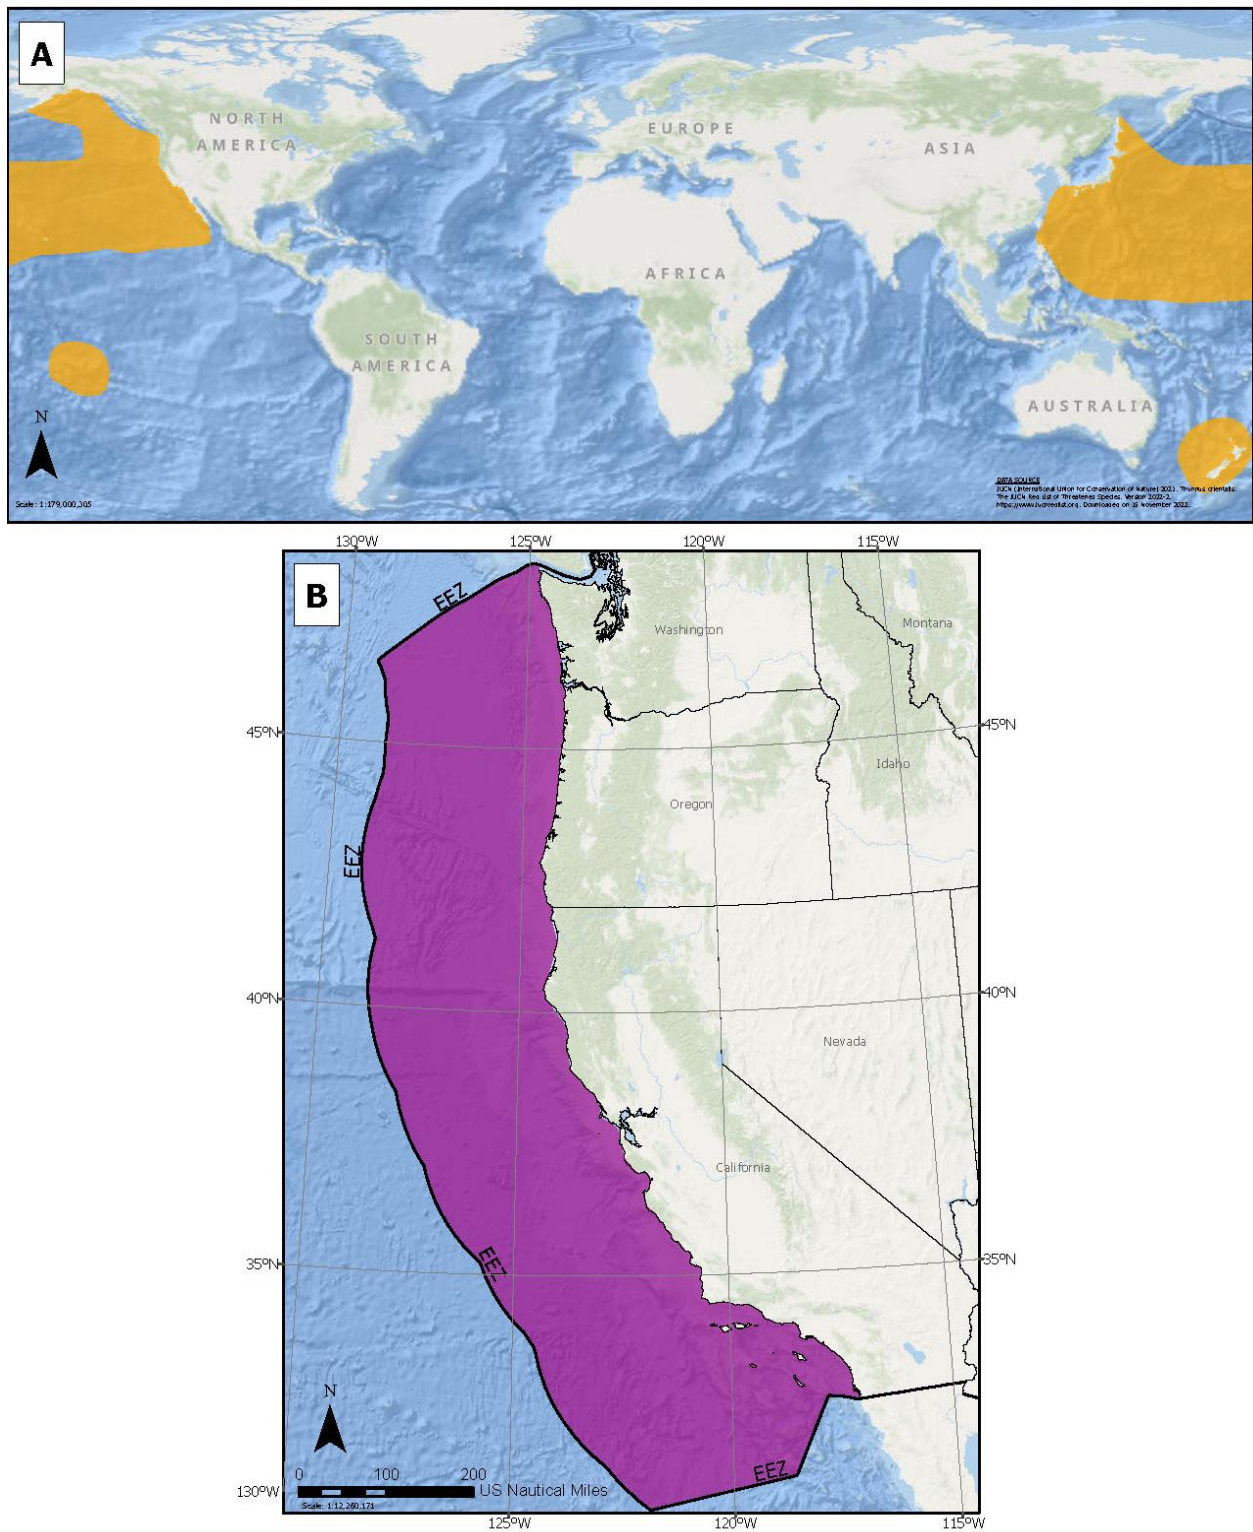 A
NORTH
AMERICA
EUROPE
ASIA
AFRICA
SOUTH
AMERICA
AUSTRALIA
N
Scale: 1:179,000,305
DATA SOURCE
IUCN (International Union for Conservation of Nature) 2021. Thunnus orientalis.
The IUCN Red List of Threatened Species. Version 2022-2.
https://www.iucnredlist.org. Downloaded on 15 November 2022.
130°W
125°W
120°W
115°W
B
EEZ
Washington
Montana
45°N
45°N
Idaho
Oregon
EEZ
40°N
40°N
Nevada
California
EEZ
35°N
35°N
N
EEZ
0 100 200
US Nautical Miles
130°W
Scale: 1:12,260,171
125°W
120°W
115°W